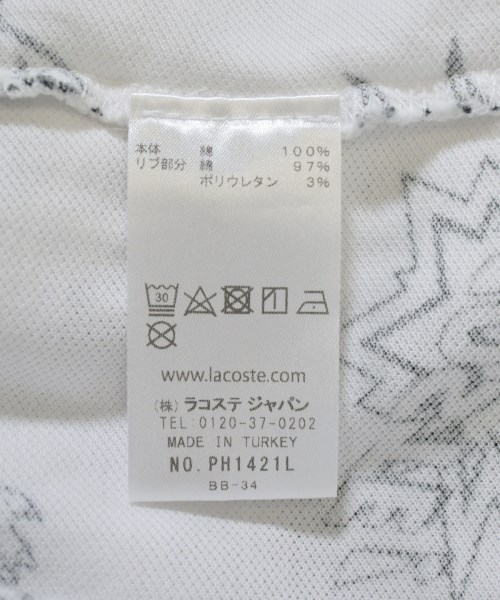 本体 綿 100%
リブ部分 綿 97%
ポリウレタン 3%
30
www.lacoste.com
(株) ラコステ ジャパン
TEL:0120-37-0202
MADE IN TURKEY
NO. PH1421L
BB-34